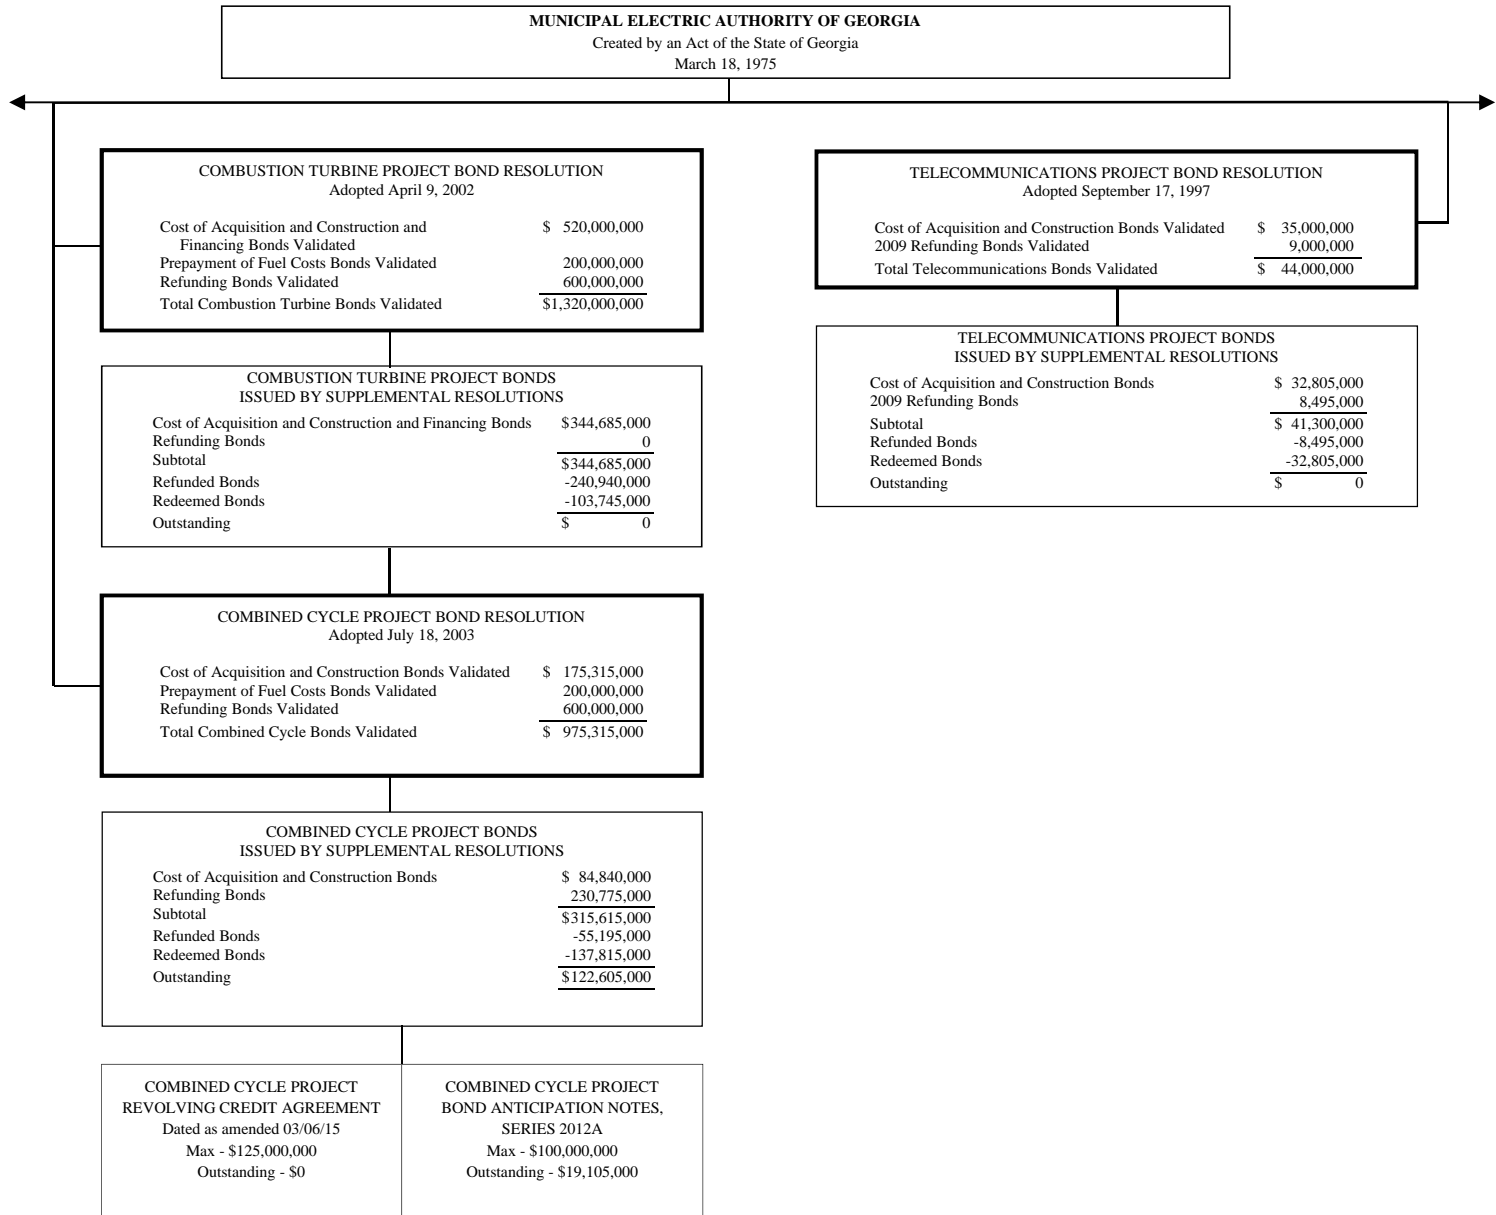 MUNICIPAL ELECTRIC AUTHORITY OF GEORGIA
Created by an Act of the State of Georgia
March 18, 1975
COMBUSTION TURBINE PROJECT BOND RESOLUTION
Adopted April 9, 2002
Cost of Acquisition and Construction and $ 520,000,000
Financing Bonds Validated
Prepayment of Fuel Costs Bonds Validated 200,000,000
Refunding Bonds Validated 600,000,000
Total Combustion Turbine Bonds Validated $1,320,000,000
COMBUSTION TURBINE PROJECT BONDS
ISSUED BY SUPPLEMENTAL RESOLUTIONS
Cost of Acquisition and Construction and Financing Bonds $344,685,000
Refunding Bonds 0
Subtotal $344,685,000
Refunded Bonds -240,940,000
Redeemed Bonds -103,745,000
Outstanding $ 0
COMBINED CYCLE PROJECT BOND RESOLUTION
Adopted July 18, 2003
Cost of Acquisition and Construction Bonds Validated $ 175,315,000
Prepayment of Fuel Costs Bonds Validated 200,000,000
Refunding Bonds Validated 600,000,000
Total Combined Cycle Bonds Validated $ 975,315,000
COMBINED CYCLE PROJECT BONDS
ISSUED BY SUPPLEMENTAL RESOLUTIONS
Cost of Acquisition and Construction Bonds $ 84,840,000
Refunding Bonds 230,775,000
Subtotal $315,615,000
Refunded Bonds -55,195,000
Redeemed Bonds -137,815,000
Outstanding $122,605,000
COMBINED CYCLE PROJECT
REVOLVING CREDIT AGREEMENT
Dated as amended 03/06/15
Max - $125,000,000
Outstanding - $0
COMBINED CYCLE PROJECT
BOND ANTICIPATION NOTES,
SERIES 2012A
Max - $100,000,000
Outstanding - $19,105,000
TELECOMMUNICATIONS PROJECT BOND RESOLUTION
Adopted September 17, 1997
Cost of Acquisition and Construction Bonds Validated $ 35,000,000
2009 Refunding Bonds Validated 9,000,000
Total Telecommunications Bonds Validated $ 44,000,000
TELECOMMUNICATIONS PROJECT BONDS
ISSUED BY SUPPLEMENTAL RESOLUTIONS
Cost of Acquisition and Construction Bonds $ 32,805,000
2009 Refunding Bonds 8,495,000
Subtotal $ 41,300,000
Refunded Bonds -8,495,000
Redeemed Bonds -32,805,000
Outstanding $ 0